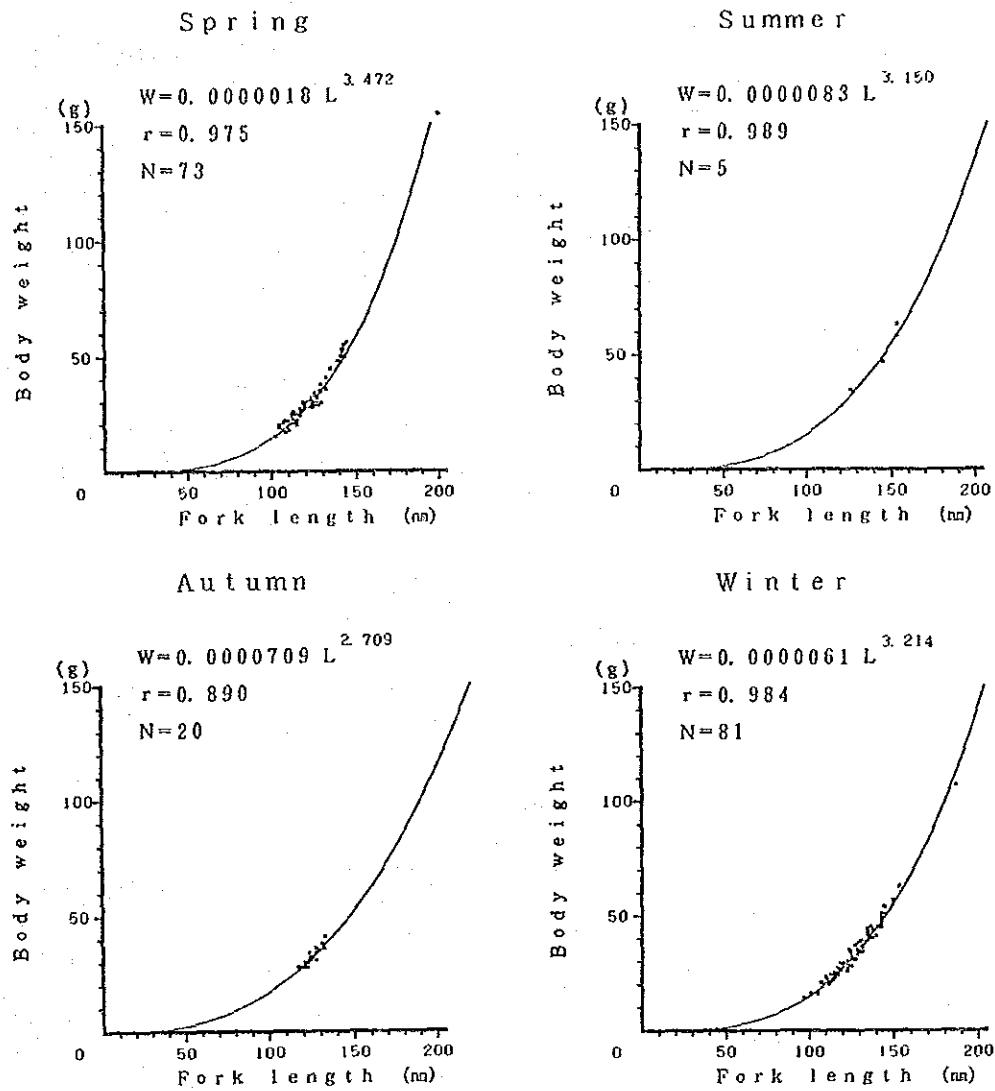 Spring
W=0.0000018 L^3.472
r=0.975
N=73
(g)
150
100
50
0
50
100
150
200
Body weight
Fork length (mm)
Summer
W=0.0000083 L^3.150
r=0.989
N=5
(g)
150
100
50
0
50
100
150
200
Body weight
Fork length (mm)
Autumn
W=0.0000709 L^2.709
r=0.890
N=20
(g)
150
100
50
0
50
100
150
200
Body weight
Fork length (mm)
Winter
W=0.0000061 L^3.214
r=0.984
N=81
(g)
150
100
50
0
50
100
150
200
Body weight
Fork length (mm)